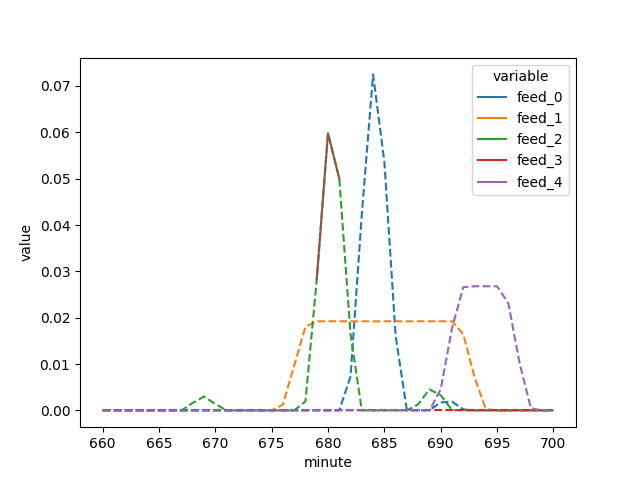 variable
feed_0
feed_1
feed_2
feed_3
feed_4
value
0.07
0.06
0.05
0.04
0.03
0.02
0.01
0.00
660 665 670 675 680 685 690 695 700
minute